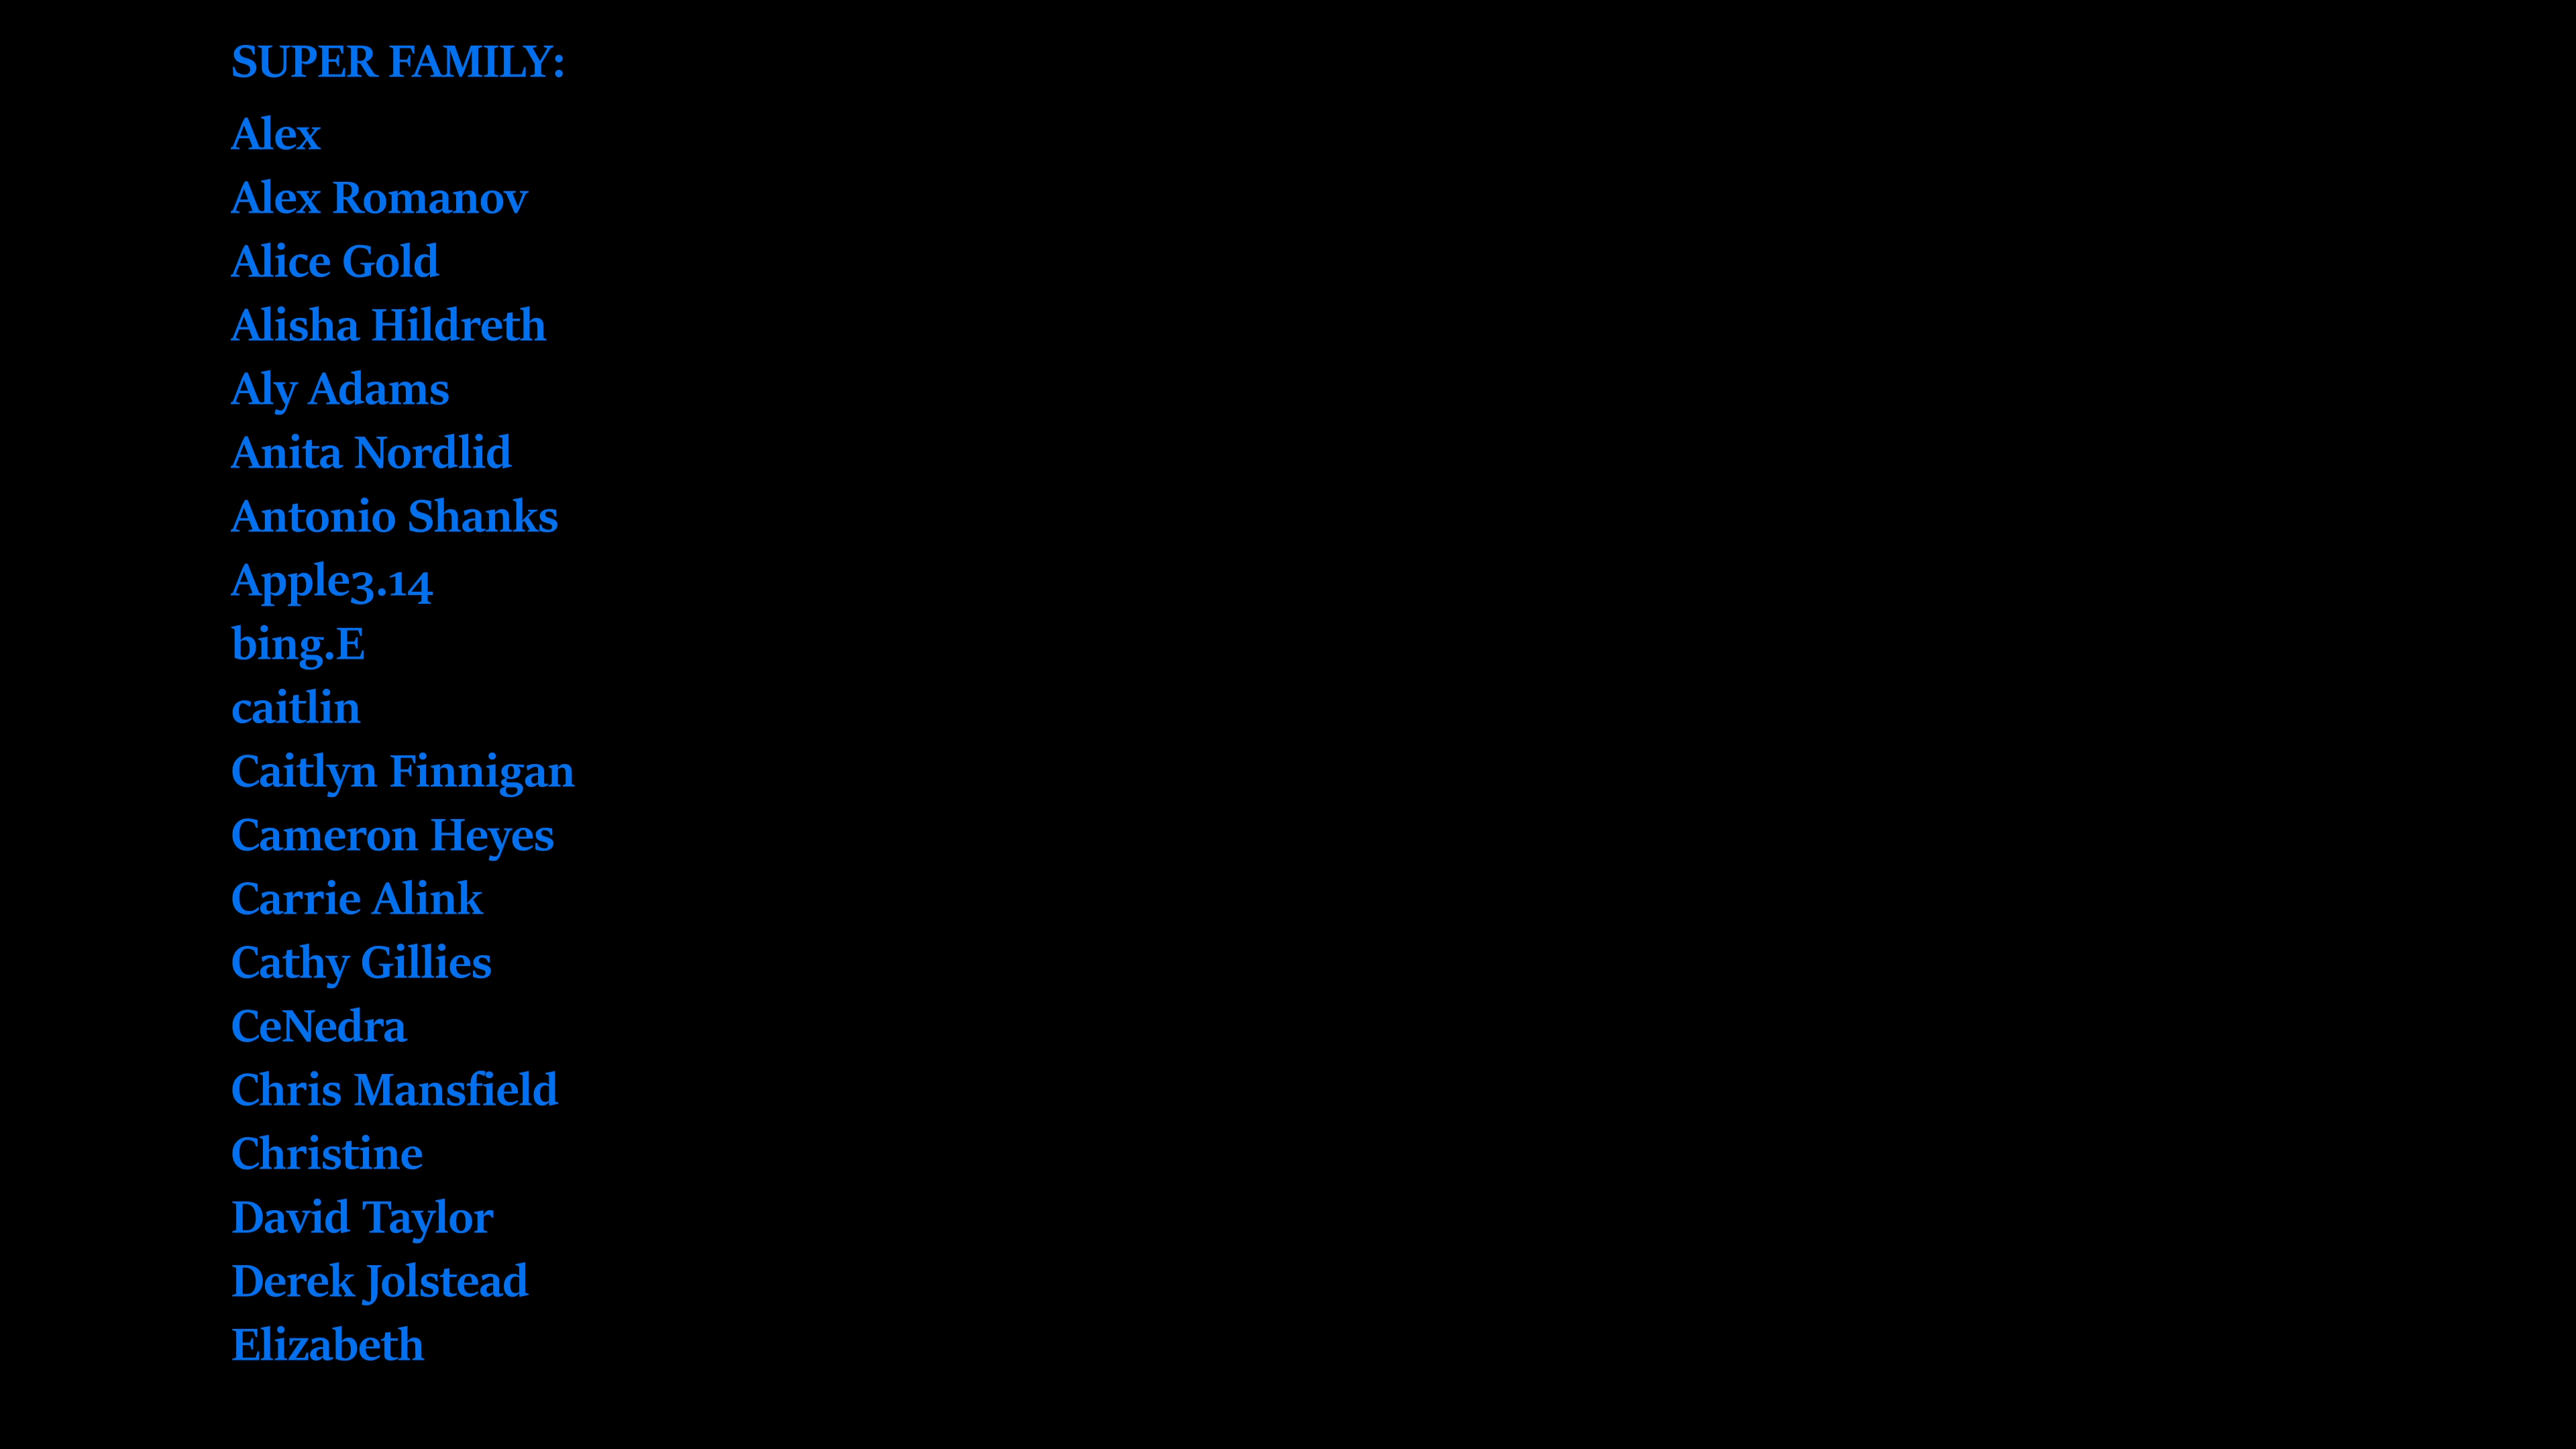 SUPER FAMILY:
Alex
Alex Romanov
Alice Gold
Alisha Hildreth
Aly Adams
Anita Nordlid
Antonio Shanks
Apple3.14
bing.E
caitlin
Caitlyn Finnigan
Cameron Heyes
Carrie Alink
Cathy Gillies
CeNedra
Chris Mansfield
Christine
David Taylor
Derek Jolstead
Elizabeth